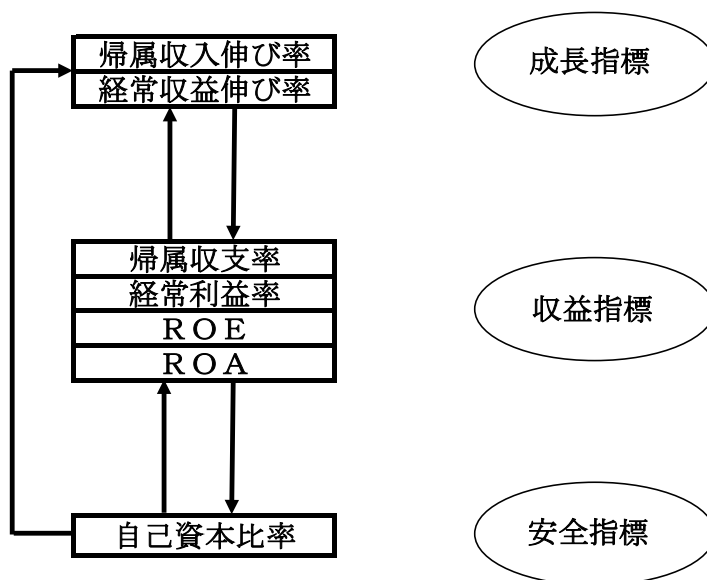 帰属収入伸び率
経常収益伸び率
成長指標
帰属収支率
経常利益率
ROE
ROA
収益指標
自己資本比率
安全指標